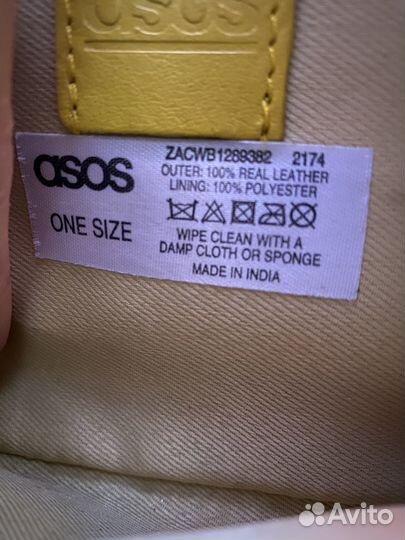 asos
asos
ONE SIZE
ZACWB1289382 2174
OUTER: 100% REAL LEATHER
LINING: 100% POLYESTER
WIPE CLEAN WITH A
DAMP CLOTH OR SPONGE
MADE IN INDIA
Avito